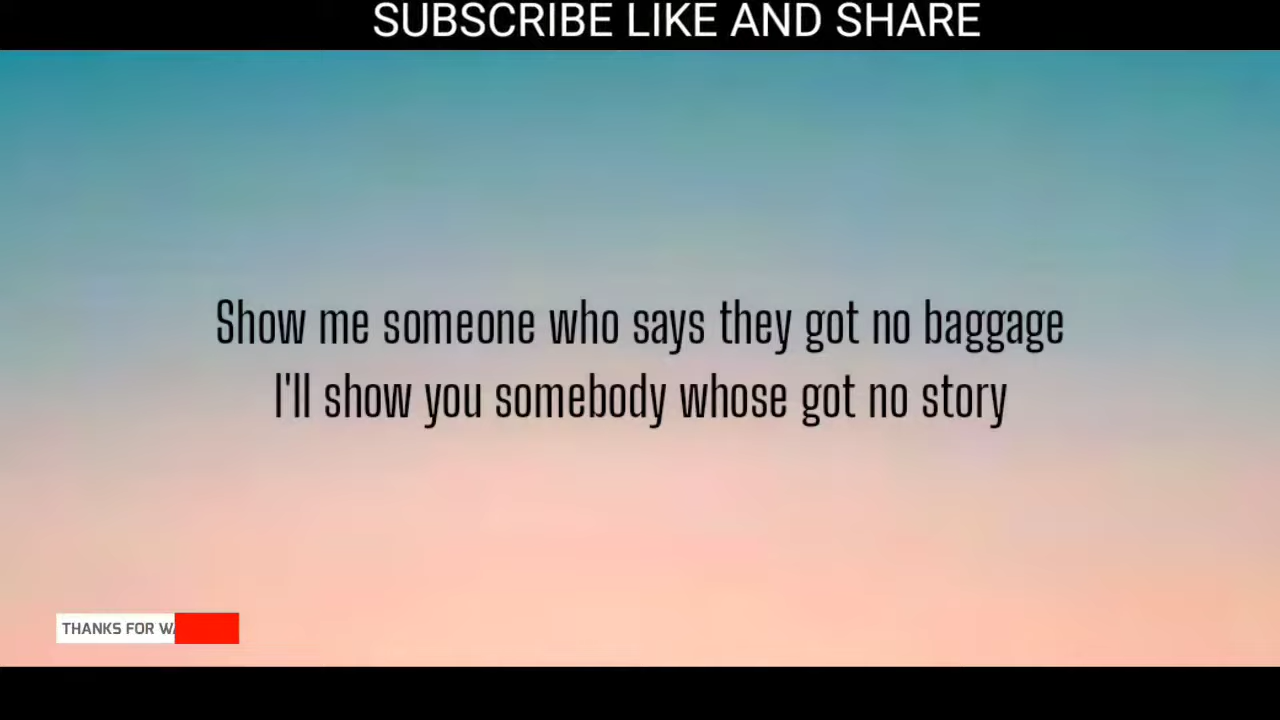 SUBSCRIBE LIKE AND SHARE
Show me someone who says they got no baggage
I'll show you somebody whose got no story
THANKS FOR